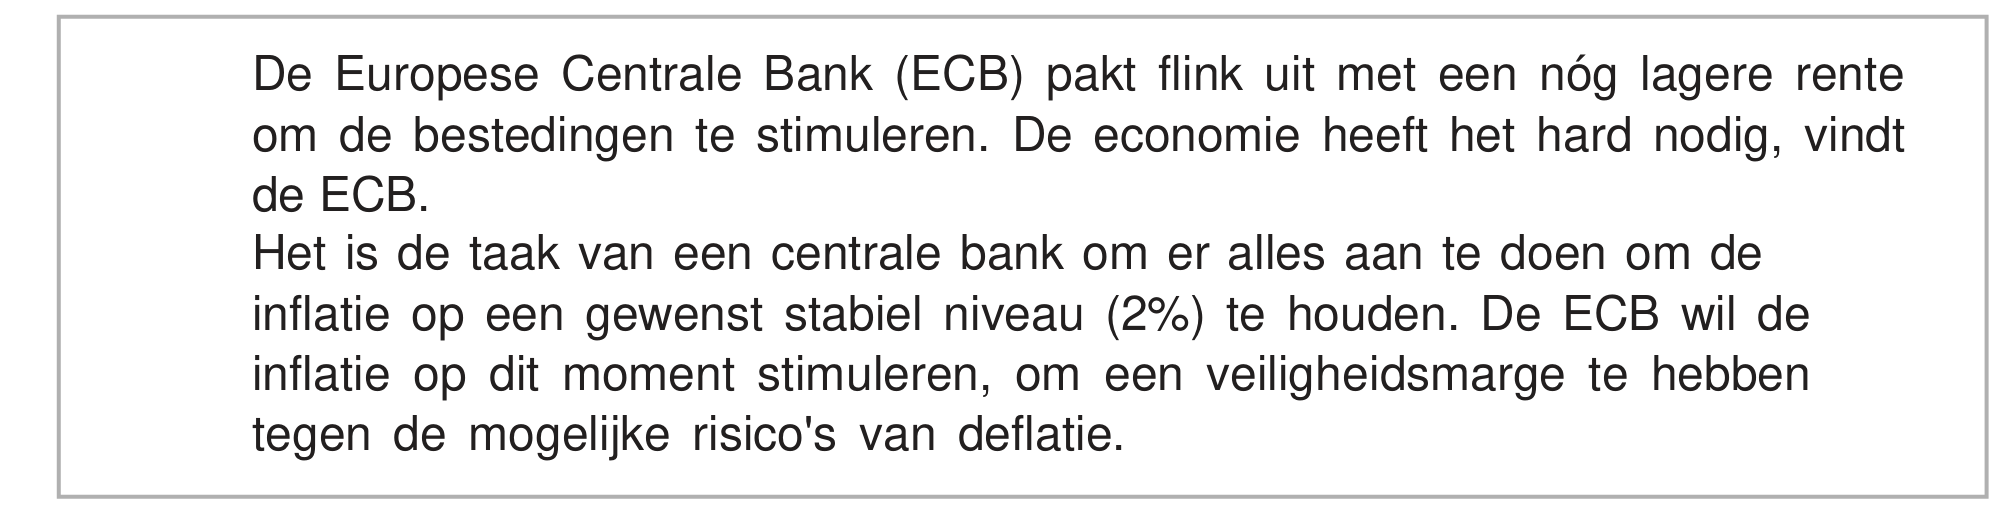 De Europese Centrale Bank (ECB) pakt flink uit met een nóg lagere rente
om de bestedingen te stimuleren. De economie heeft het hard nodig, vindt
de ECB.
Het is de taak van een centrale bank om er alles aan te doen om de
inflatie op een gewenst stabiel niveau (2%) te houden. De ECB wil de
inflatie op dit moment stimuleren, om een veiligheidsmarge te hebben
tegen de mogelijke risico's van deflatie.